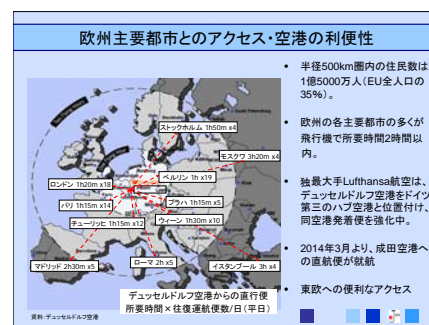 欧州主要都市とのアクセス・空港の利便性
• 半径500km圏内の住民数は
1億5000万人(EU全人口の
35%)。
• 欧州の各主要都市の多くが
飛行機で所要時間2時間以
内。
• 独最大手Lufthansa航空は、
デュッセルドルフ空港をドイツ
第三のハブ空港と位置付け、
同空港発着便を強化中。
• 2014年3月より、成田空港へ
の直航便が就航
• 東欧への便利なアクセス
ストックホルム 1h50m x4
モスクワ 3h20m x4
ロンドン 1h20m x18
ベルリン 1h x19
パリ 1h15m x14
プラハ 1h15m x5
チューリッヒ 1h15m x12
ウィーン 1h30m x10
マドリッド 2h30m x5
ローマ 2h x5
イスタンブール 3h x4
デュッセルドルフ空港からの直行便
所要時間×往復運航便数/日(平日)
資料:デュッセルドルフ空港